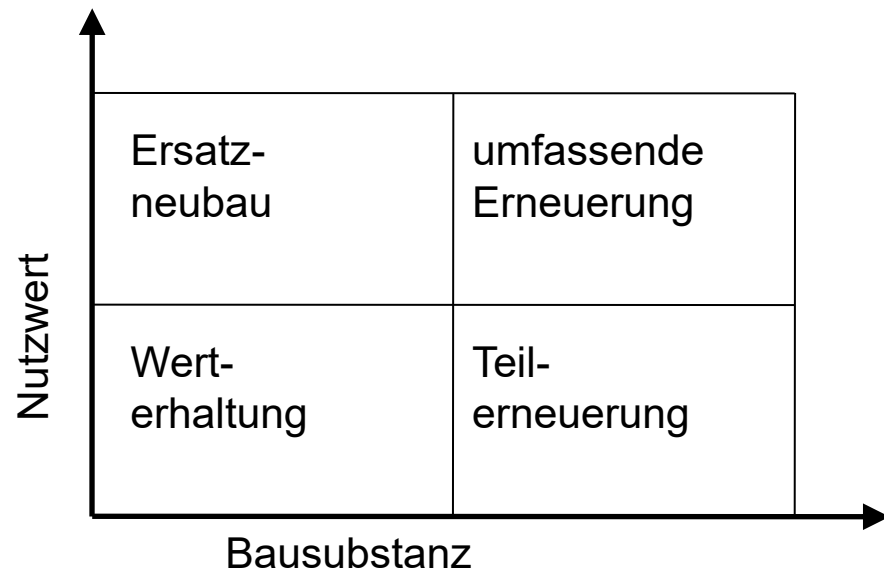 Ersatz-
neubau
umfassende
Erneuerung
Nutzwert
Wert-
erhaltung
Teil-
erneuerung
Bausubstanz